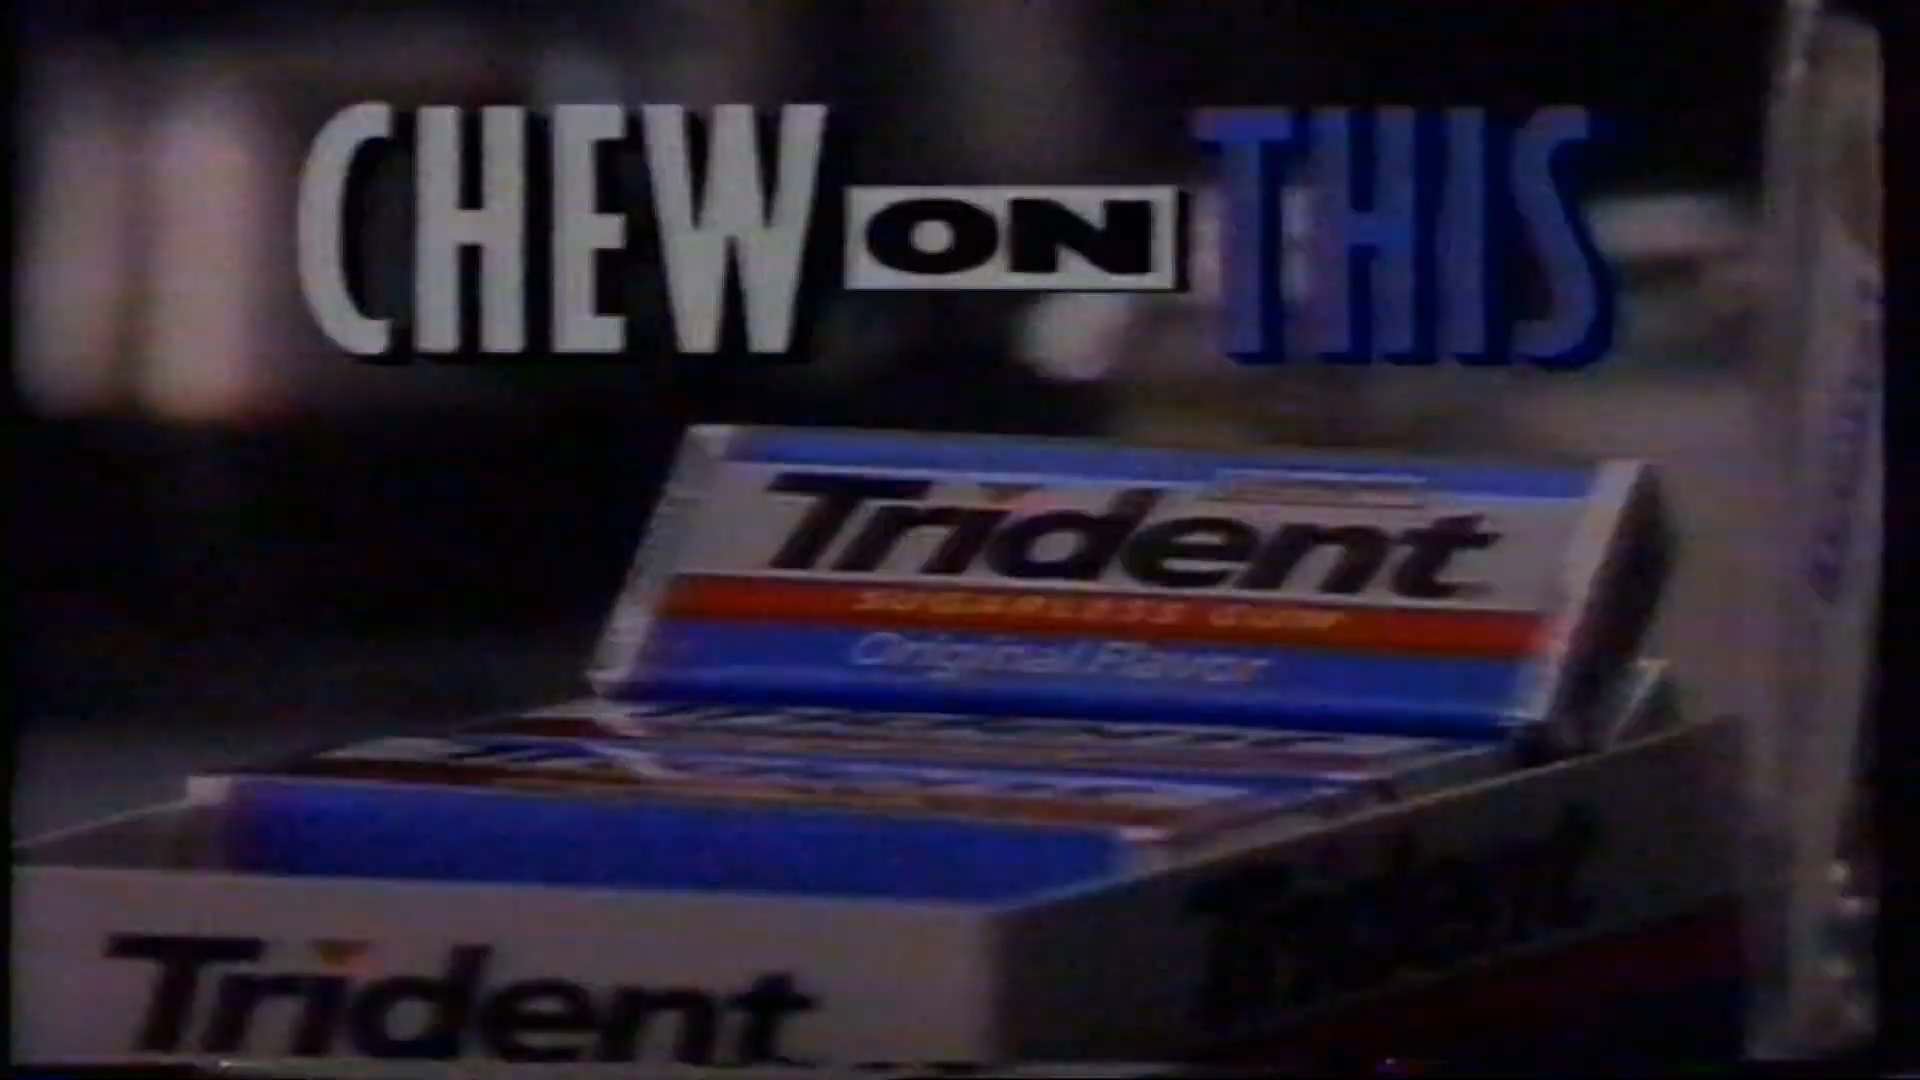 CHEW ON THIS
Trident
SUGARLESS GUM
Original Flavor
Trident